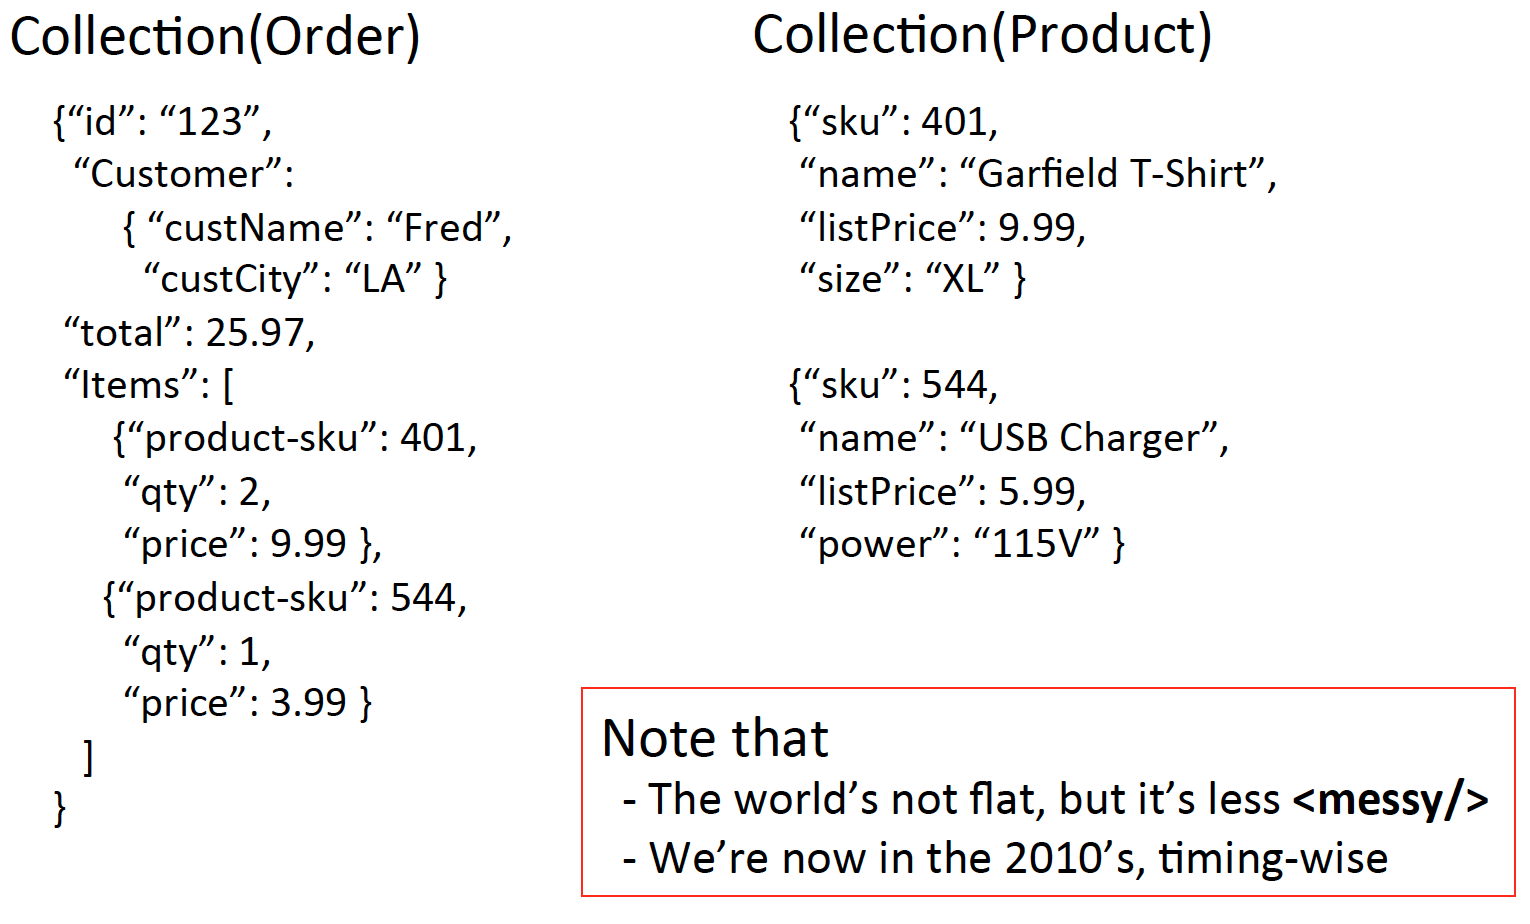 Collection(Order)
{“id”: “123”,
“Customer”:
{ “custName”: “Fred”,
“custCity”: “LA” }
“total”: 25.97,
“Items”: [
{“product-sku”: 401,
“qty”: 2,
“price”: 9.99 },
{“product-sku”: 544,
“qty”: 1,
“price”: 3.99 }
]
}
Collection(Product)
{“sku”: 401,
“name”: “Garfield T-Shirt”,
“listPrice”: 9.99,
“size”: “XL” }
{“sku”: 544,
“name”: “USB Charger”,
“listPrice”: 5.99,
“power”: “115V” }
Note that
- The world’s not flat, but it’s less <messy/>
- We’re now in the 2010’s, timing-wise